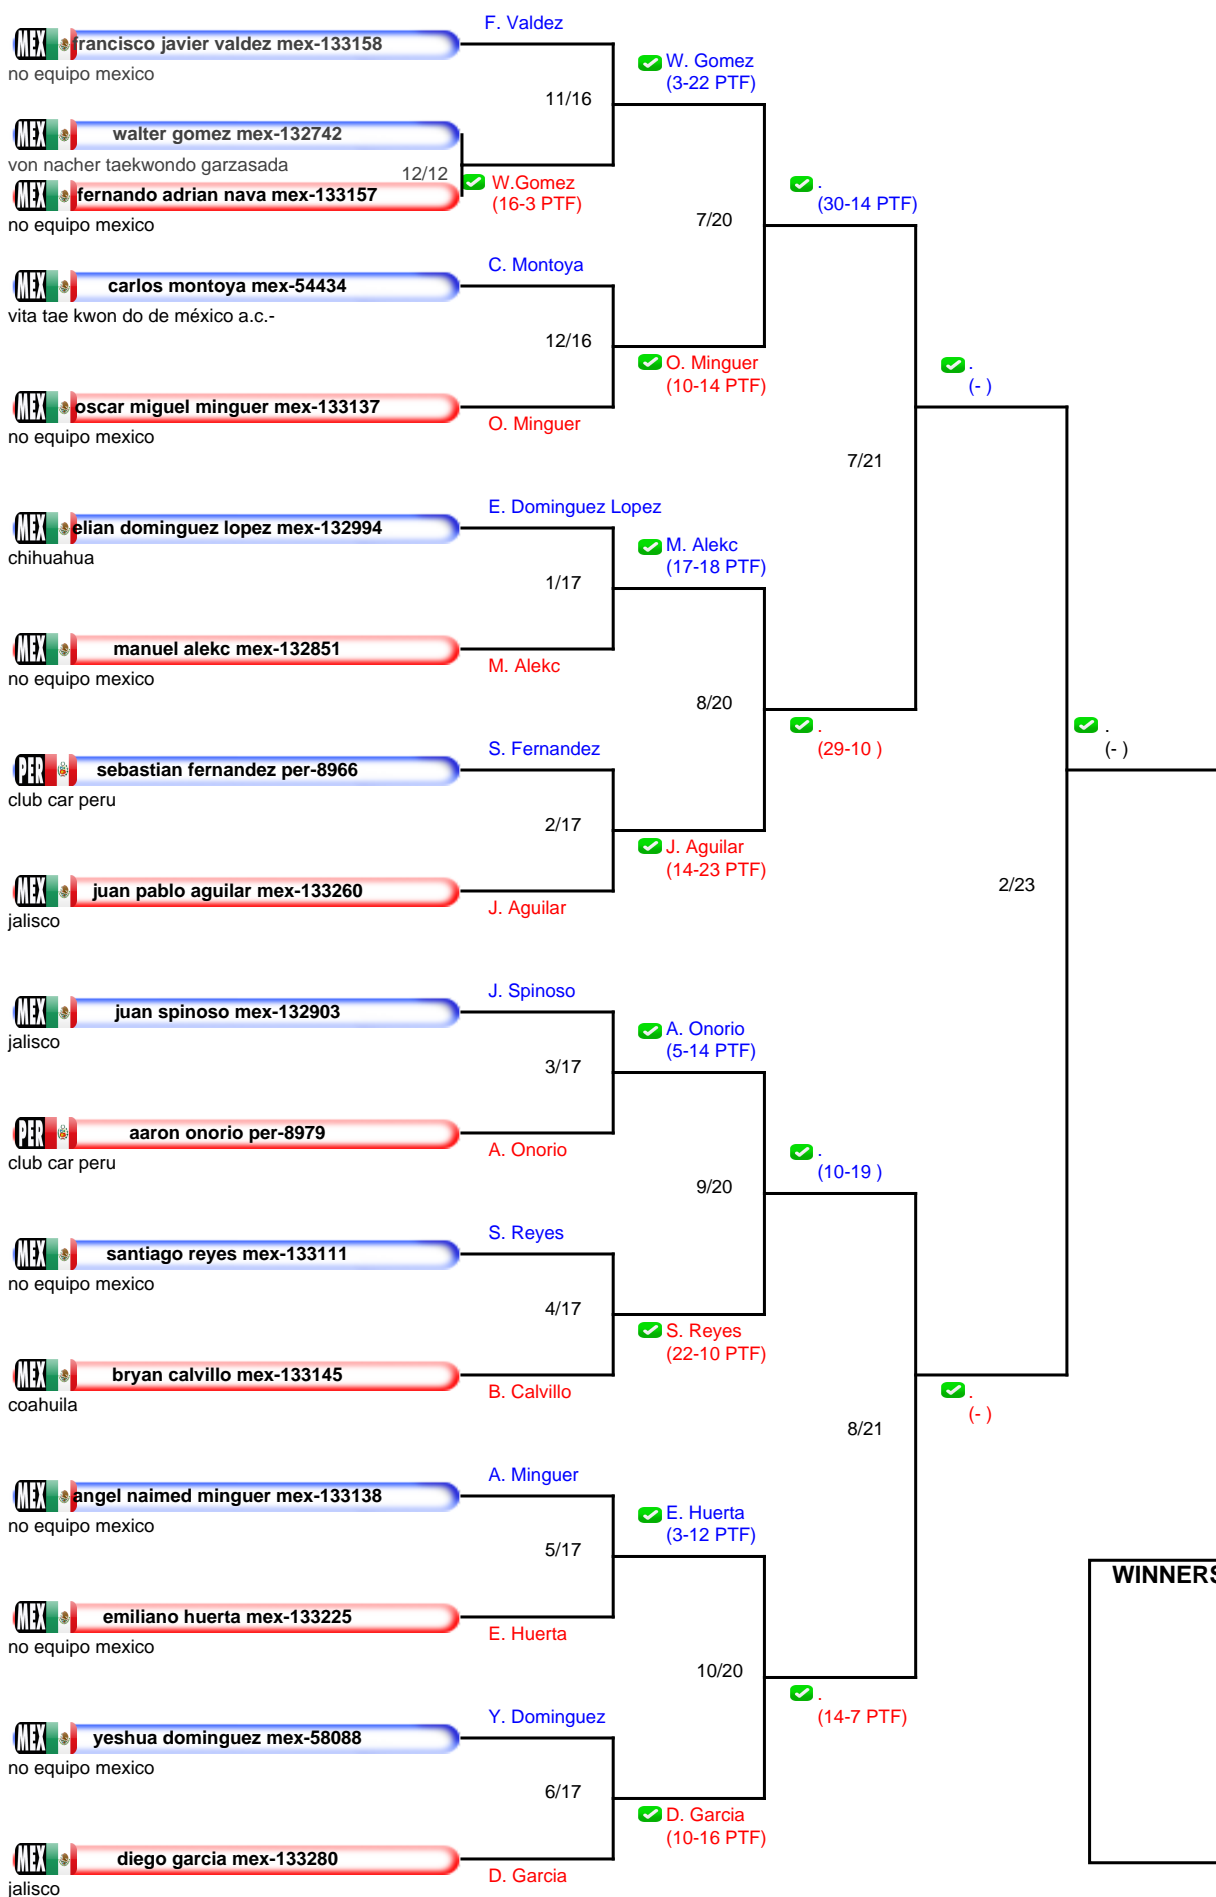 F. Valdez
MEX francisco javier valdez mex-133158
no equipo mexico
W. Gomez
(3-22 PTF)
11/16
MEX walter gomez mex-132742
von nacher taekwondo garzasada
12/12
MEX fernando adrian nava mex-133157
no equipo mexico
W.Gomez
(16-3 PTF)
.
(30-14 PTF)
7/20
C. Montoya
MEX carlos montoya mex-54434
vita tae kwon do de méxico a.c.-
12/16
O. Minguer
(10-14 PTF)
MEX oscar miguel minguer mex-133137
no equipo mexico
O. Minguer
.
(- )
7/21
E. Dominguez Lopez
MEX elian dominguez lopez mex-132994
chihuahua
M. Alekc
(17-18 PTF)
1/17
MEX manuel alekc mex-132851
no equipo mexico
M. Alekc
8/20
.
(29-10 )
.
(- )
S. Fernandez
PER sebastian fernandez per-8966
club car peru
2/17
J. Aguilar
(14-23 PTF)
MEX juan pablo aguilar mex-133260
jalisco
J. Aguilar
2/23
J. Spinoso
MEX juan spinoso mex-132903
jalisco
A. Onorio
(5-14 PTF)
3/17
PER aaron onorio per-8979
club car peru
A. Onorio
.
(10-19 )
9/20
S. Reyes
MEX santiago reyes mex-133111
no equipo mexico
4/17
S. Reyes
(22-10 PTF)
MEX bryan calvillo mex-133145
coahuila
B. Calvillo
.
(- )
8/21
A. Minguer
MEX angel naimed minguer mex-133138
no equipo mexico
E. Huerta
(3-12 PTF)
5/17
MEX emiliano huerta mex-133225
no equipo mexico
E. Huerta
WINNERS
10/20
.
(14-7 PTF)
Y. Dominguez
MEX yeshua dominguez mex-58088
no equipo mexico
6/17
D. Garcia
(10-16 PTF)
MEX diego garcia mex-133280
jalisco
D. Garcia